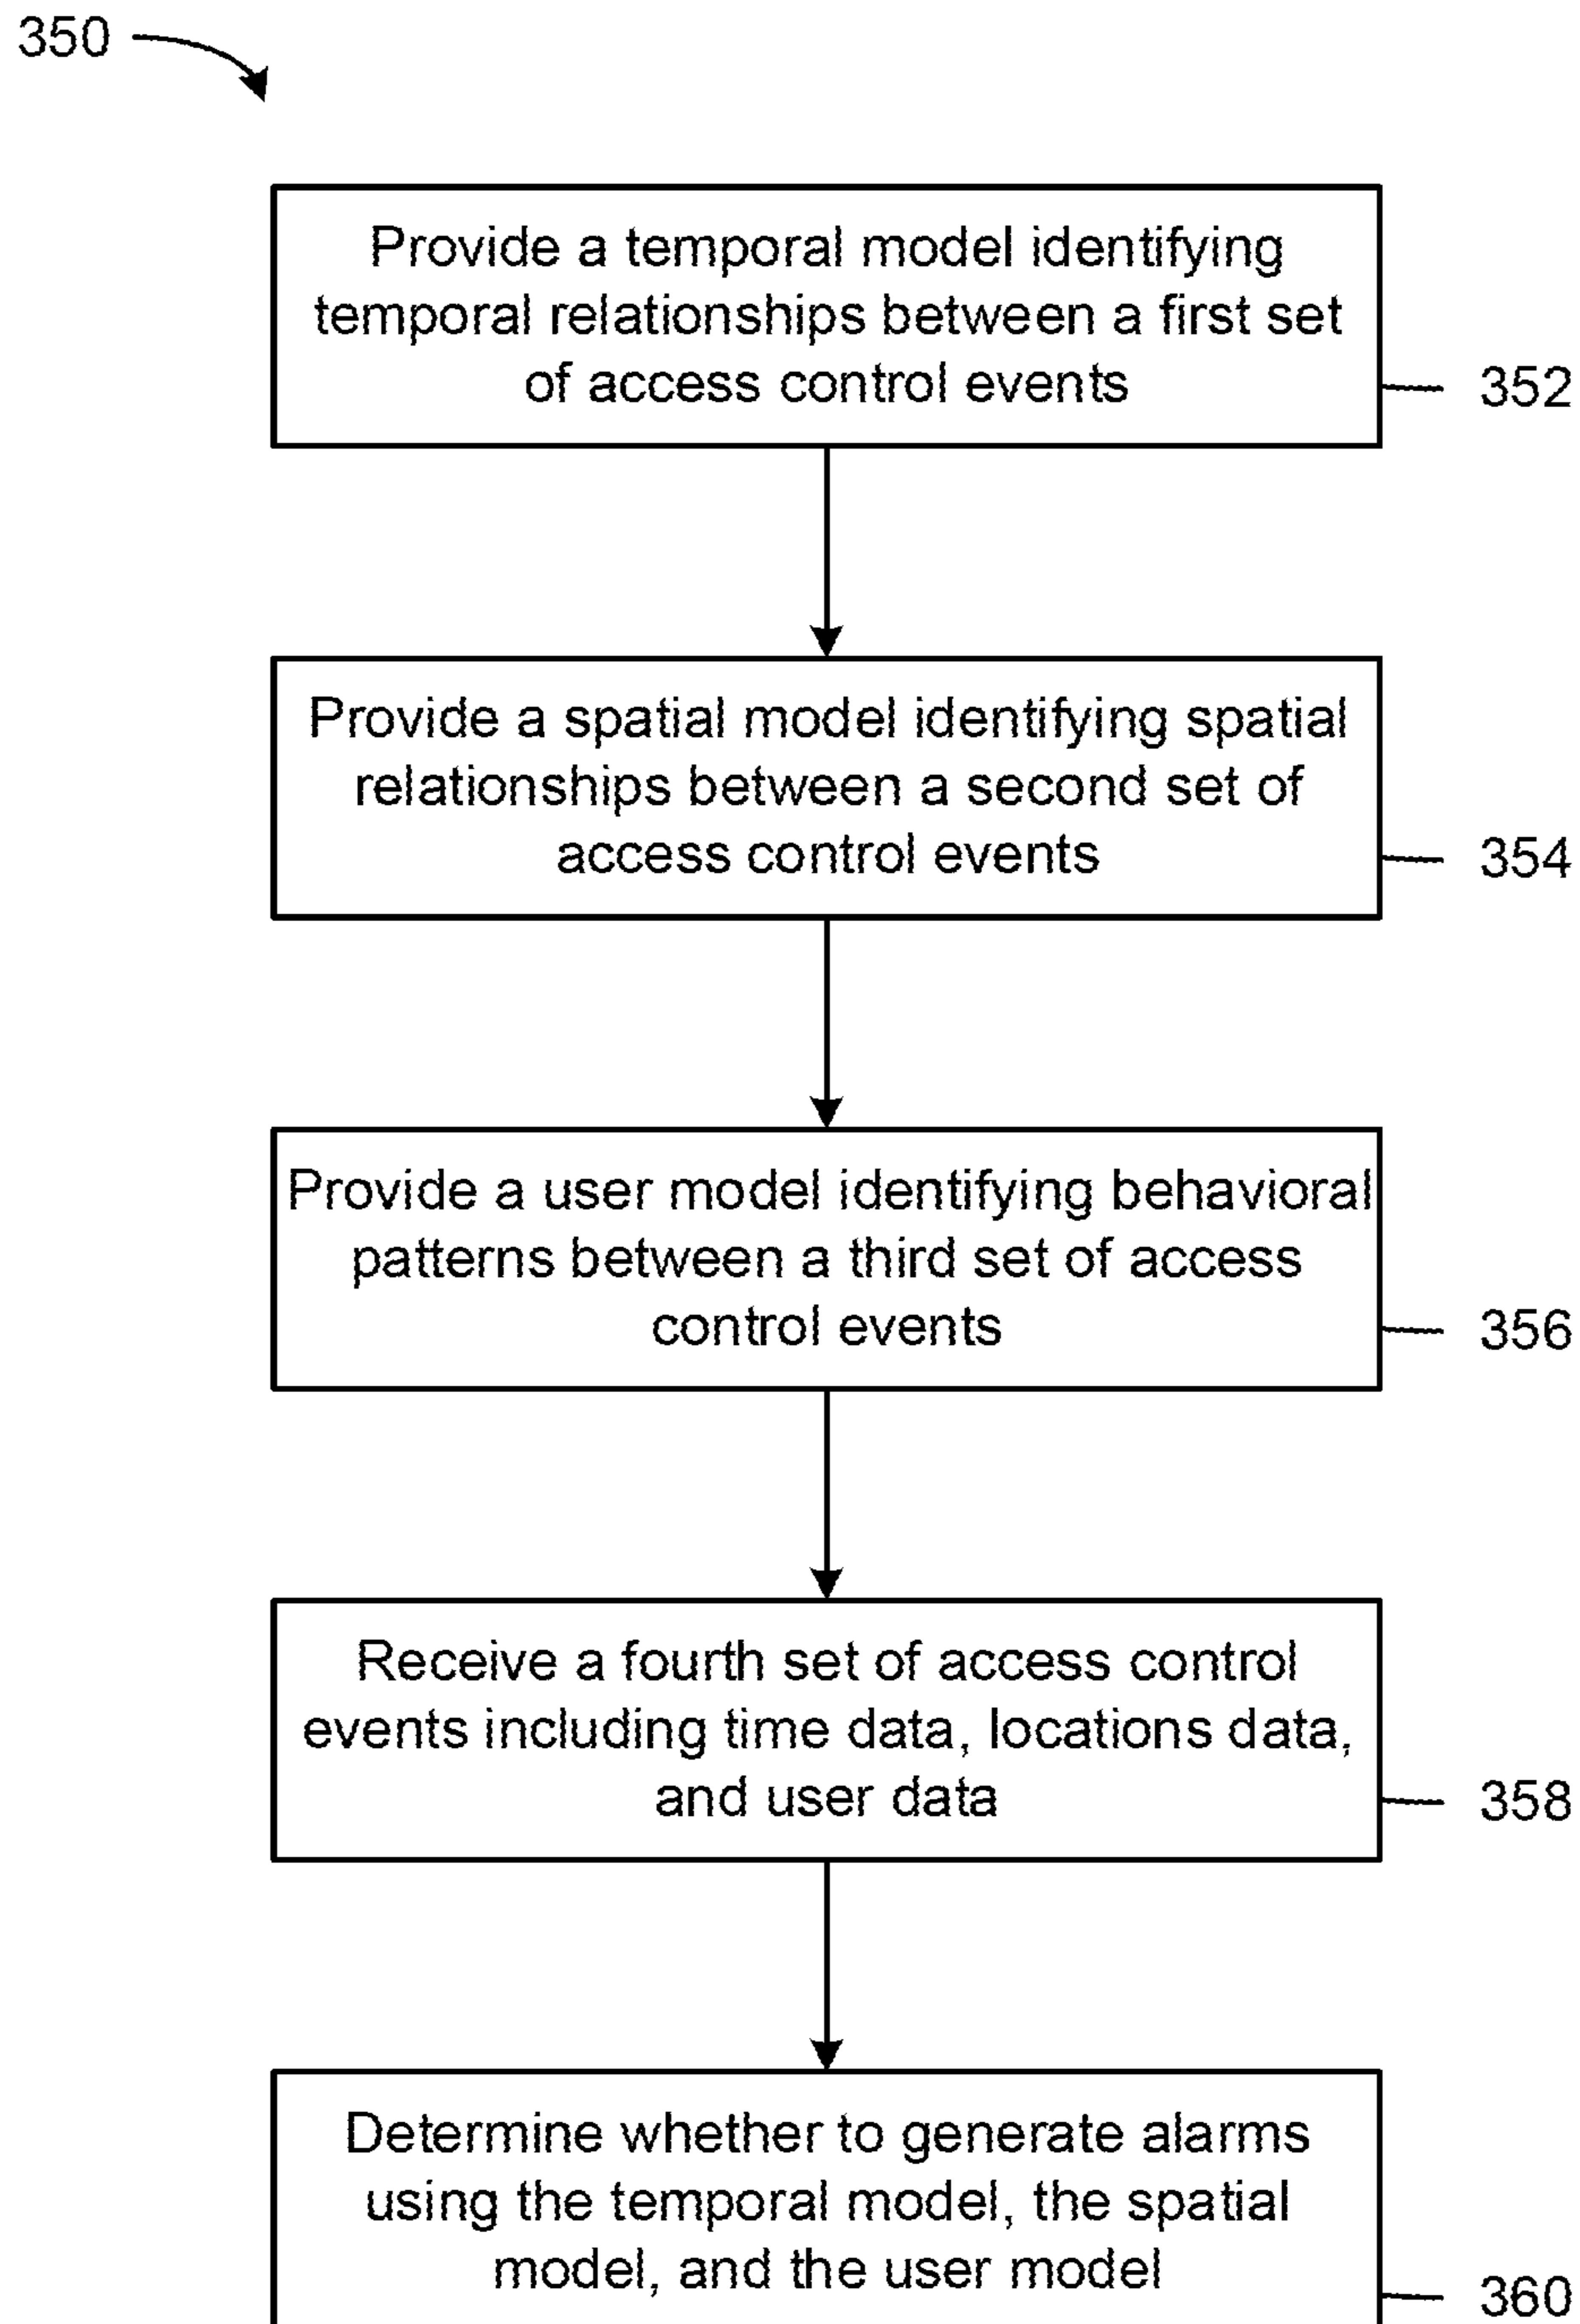 350
Provide a temporal model identifying
temporal relationships between a first set
of access control events
352
Provide a spatial model identifying spatial
relationships between a second set of
access control events
354
Provide a user model identifying behavioral
patterns between a third set of access
control events
356
Receive a fourth set of access control
events including time data, locations data,
and user data
358
Determine whether to generate alarms
using the temporal model, the spatial
model, and the user model
360